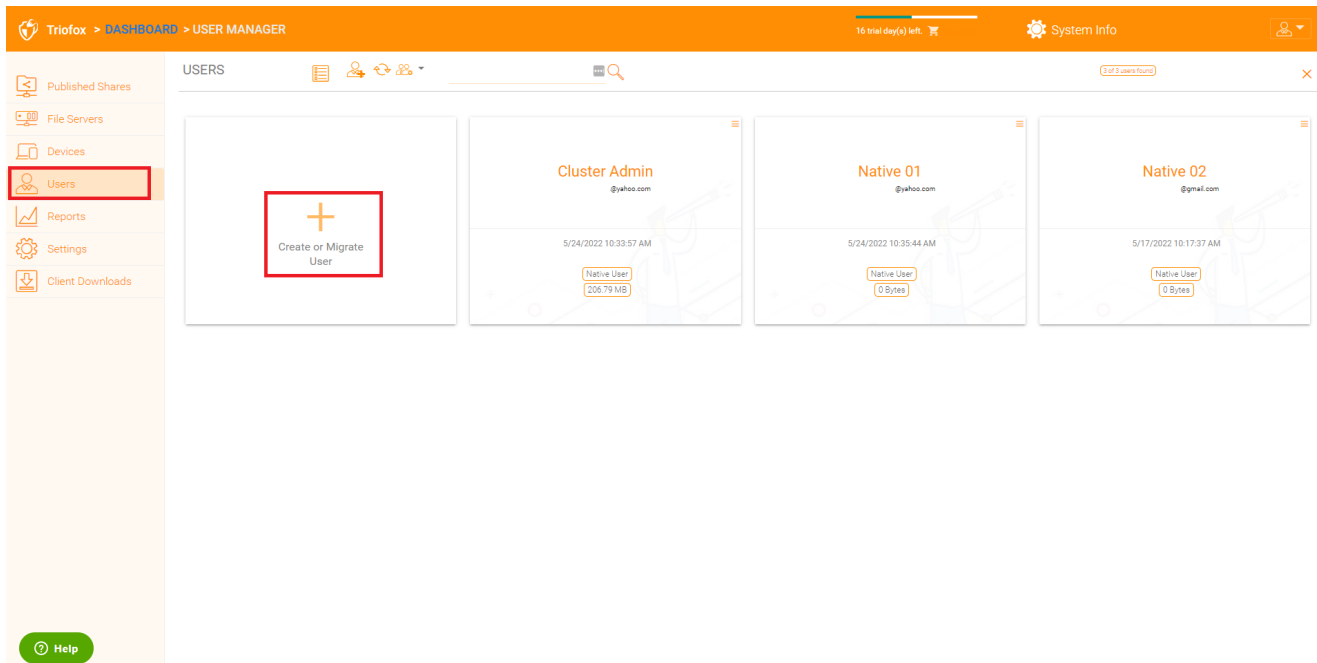 Triofox > DASHBOARD > USER MANAGER
16 trial day(s) left.
System Info
Published Shares
File Servers
Devices
Users
Reports
Settings
Client Downloads
Help
USERS
3 of 3 users found
Create or Migrate
User
Cluster Admin
@yahoo.com
5/24/2022 10:33:57 AM
Native User
206.79 MB
Native 01
@yahoo.com
5/24/2022 10:35:44 AM
Native User
0 Bytes
Native 02
@gmail.com
5/17/2022 10:17:37 AM
Native User
0 Bytes